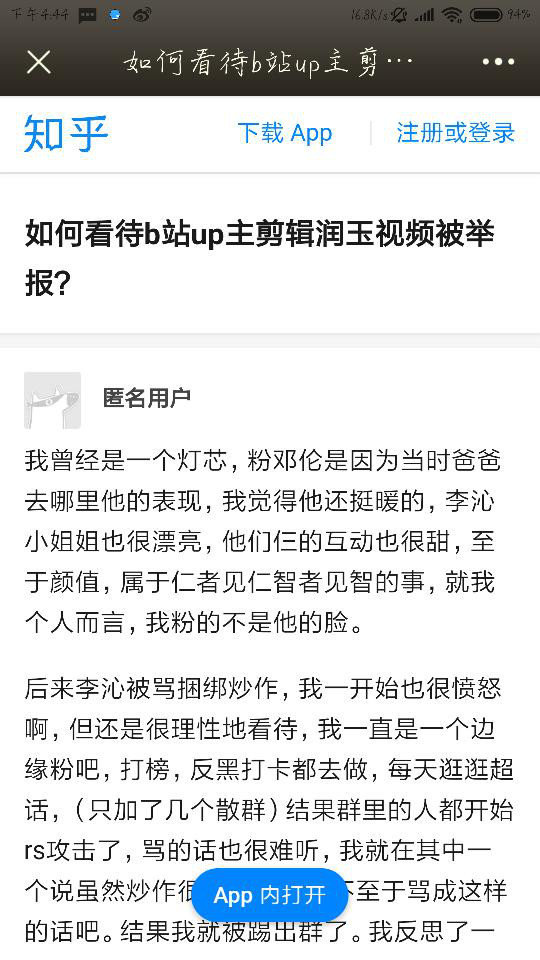 下午4:44
16.8K/s
94%
如何看待b站up主剪…
知乎
下载 App
注册或登录
如何看待b站up主剪辑润玉视频被举
报?
匿名用户
我曾经是一个灯芯，粉邓伦是因为当时爸爸
去哪里他的表现，我觉得他还挺暖的，李沁
小姐姐也很漂亮，他们仨的互动也很甜，至
于颜值，属于仁者见仁智者见智的事，就我
个人而言，我粉的不是他的脸。
后来李沁被骂捆绑炒作，我一开始也很愤怒
啊，但还是很理性地看待，我一直是一个边
缘粉吧，打榜，反黑打卡都去做，每天逛逛超
话，（只加了几个散群）结果群里的人都开始
rs攻击了，骂的话也很难听，我就在其中一
个说虽然炒作很
不至于骂成这样
App 内打开
的话吧。结果我就被踢出群了。我反思了一